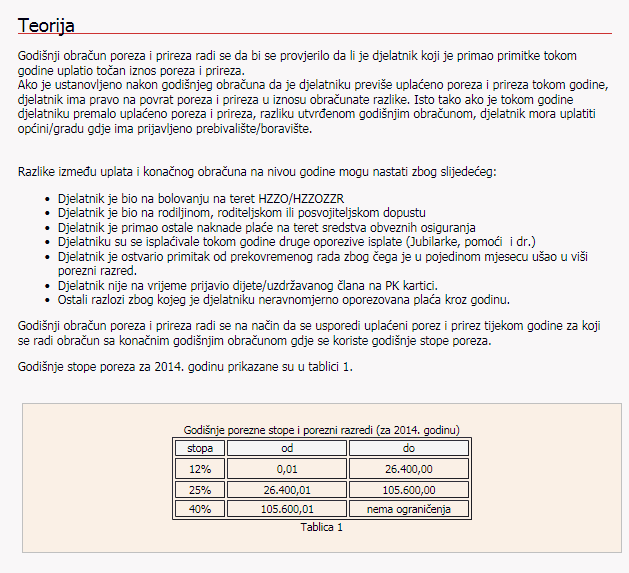 Teorija
Godišnji obračun poreza i prireza radi se da bi se provjerilo da li je djelatnik koji je primao primitke tokom
godine uplatio točan iznos poreza i prireza.
Ako je ustanovljeno nakon godišnjeg obračuna da je djelatniku previše uplaćeno poreza i prireza tokom godine,
djelatnik ima pravo na povrat poreza i prireza u iznosu obračunate razlike. Isto tako ako je tokom godine
djelatniku premalo uplaćeno poreza i prireza, razliku utvrđenom godišnjim obračunom, djelatnik mora uplatiti
općini/gradu gdje ima prijavljeno prebivalište/boravište.
Razlike između uplata i konačnog obračuna na nivou godine mogu nastati zbog slijedećeg:
• Djelatnik je bio na bolovanju na teret HZZO/HZZOZZR
• Djelatnik je bio na rodiljinom, roditeljskom ili posvojiteljskom dopustu
• Djelatnik je primao ostale naknade plaće na teret sredstva obveznih osiguranja
• Djelatniku su se isplaćivale tokom godine druge oporezive isplate (Jubilarke, pomoći i dr.)
• Djelatnik je ostvario primitak od prekovremenog rada zbog čega je u pojedinom mjesecu ušao u viši
porezni razred.
• Djelatnik nije na vrijeme prijavio dijete/uzdržavanog člana na PK kartici.
• Ostali razlozi zbog kojeg je djelatniku neravnomjerno oporezovana plaća kroz godinu.
Godišnji obračun poreza i prireza radi se na način da se usporedi uplaćeni porez i prirez tijekom godine za koji
se radi obračun sa konačnim godišnjim obračunom gdje se koriste godišnje stope poreza.
Godišnje stope poreza za 2014. godinu prikazane su u tablici 1.
Godišnje porezne stope i porezni razredi (za 2014. godinu)
stopa od do
12% 0,01 26.400,00
25% 26.400,01 105.600,00
40% 105.600,01 nema ograničenja
Tablica 1